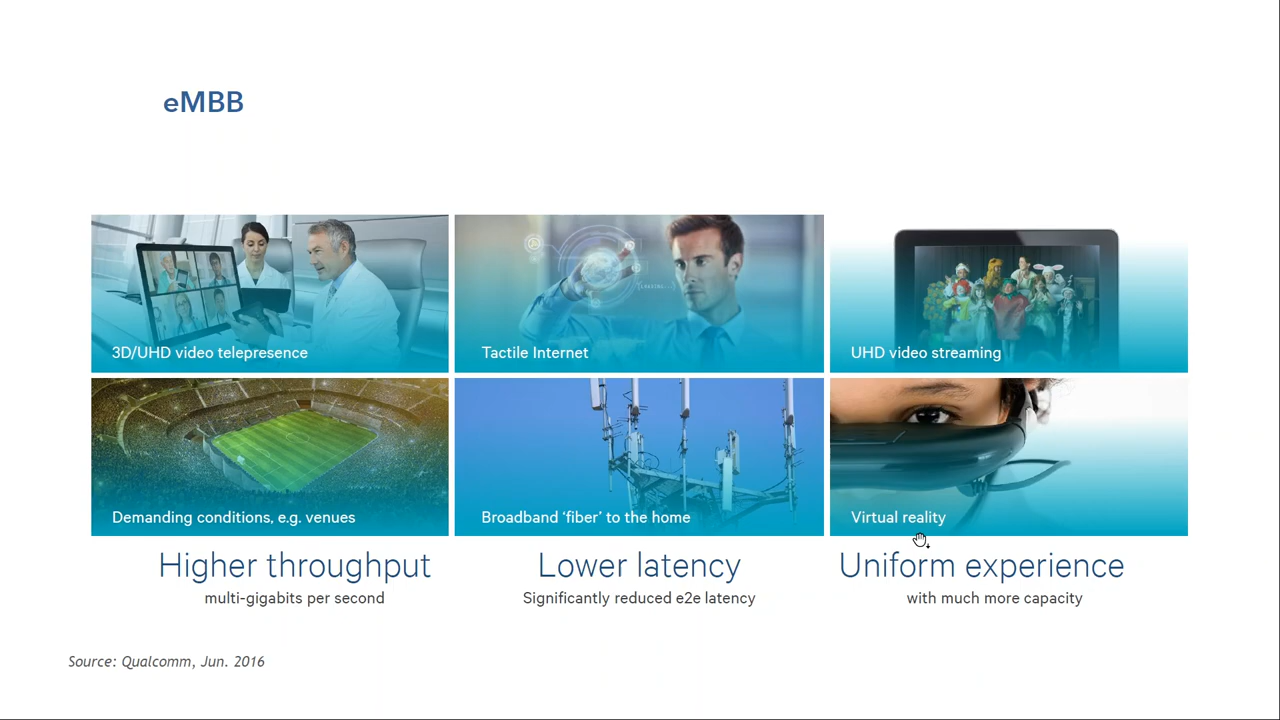 eMBB
3D/UHD video telepresence
Tactile Internet
UHD video streaming
Demanding conditions, e.g. venues
Broadband ‘fiber’ to the home
Virtual reality
Higher throughput
multi-gigabits per second
Lower latency
Significantly reduced e2e latency
Uniform experience
with much more capacity
Source: Qualcomm, Jun. 2016